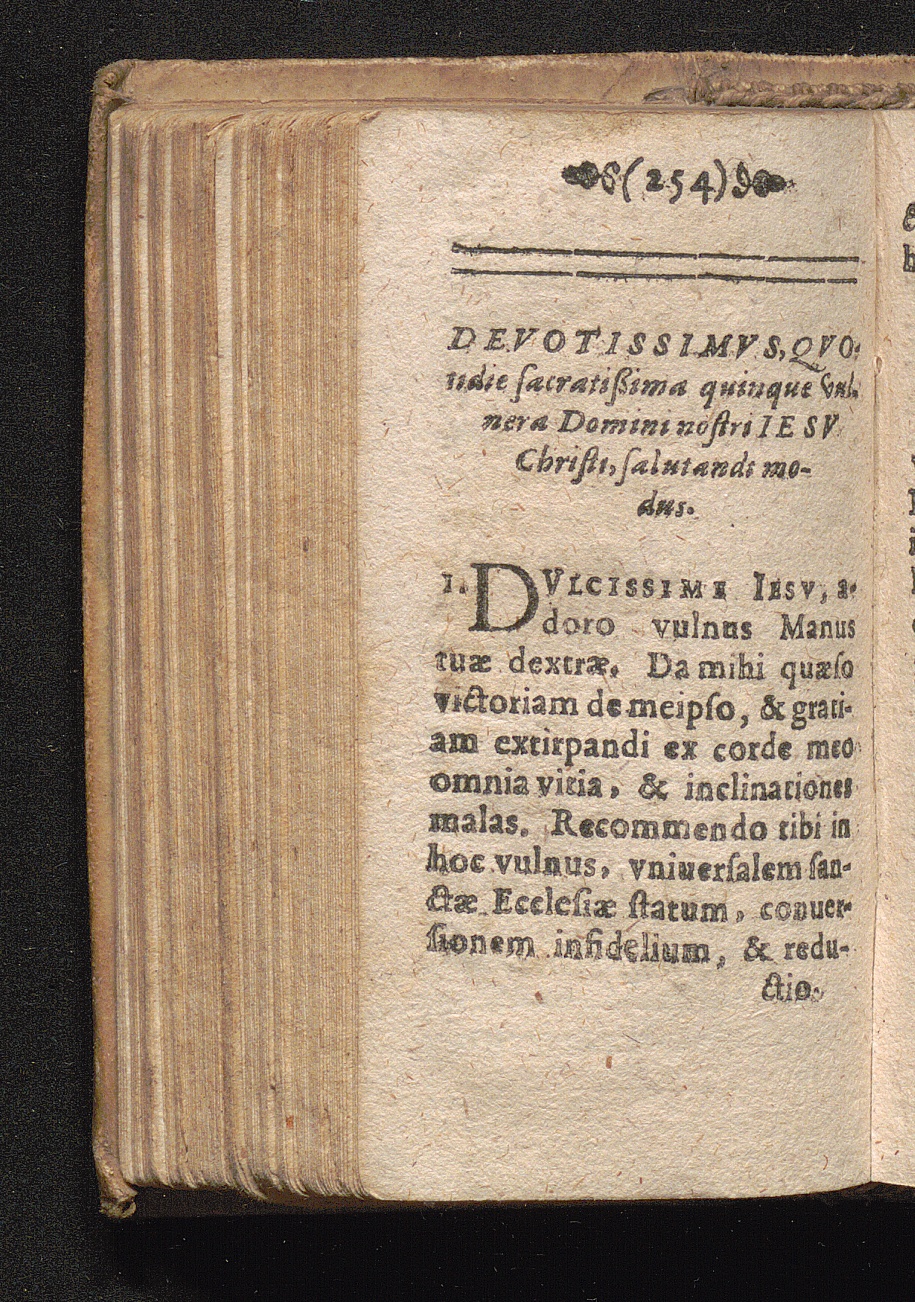 (254)
DEVOTISSIMVS, QVO-
tidie sacratißima quinque vul-
nera Domini nostri IESV
Christi, salutandi mo-
dus.
1. DVLCISSIME IESV, a-
doro vulnus Manus
tuæ dextræ. Da mihi quæso
victoriam de meipso, & grati-
am extirpandi ex corde meo
omnia vitia, & inclinationes
malas. Recommendo tibi in
hoc vulnus, vniuersalem san-
ctæ Ecclesiæ statum, conuer-
sionem infidelium, & redu-
ctio-